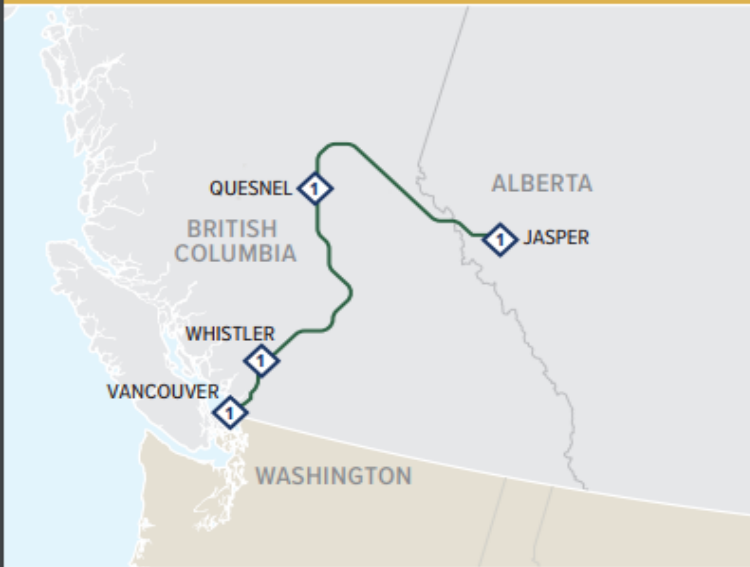 QUESNEL 1
ALBERTA
BRITISH
COLUMBIA
1 JASPER
WHISTLER
1
VANCOUVER
1
WASHINGTON